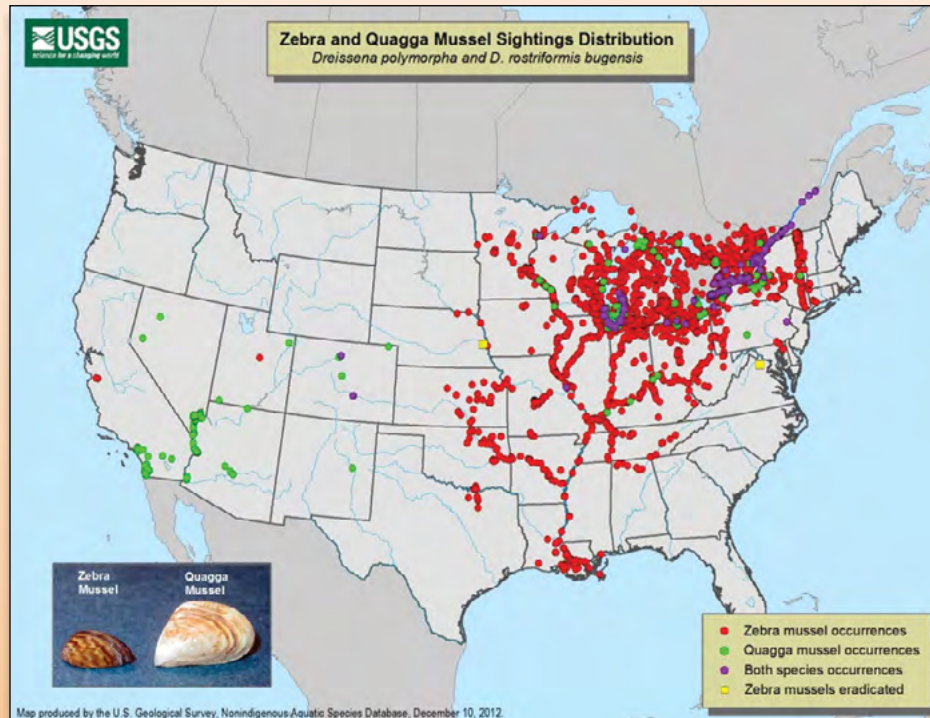 USGS
science for a changing world
Zebra and Quagga Mussel Sightings Distribution
Dreissena polymorpha and D. rostriformis bugensis
Zebra
Mussel
Quagga
Mussel
Zebra mussel occurrences
Quagga mussel occurrences
Both species occurrences
Zebra mussels eradicated
Map produced by the U.S. Geological Survey, Nonindigenous Aquatic Species Database, December 10, 2012.